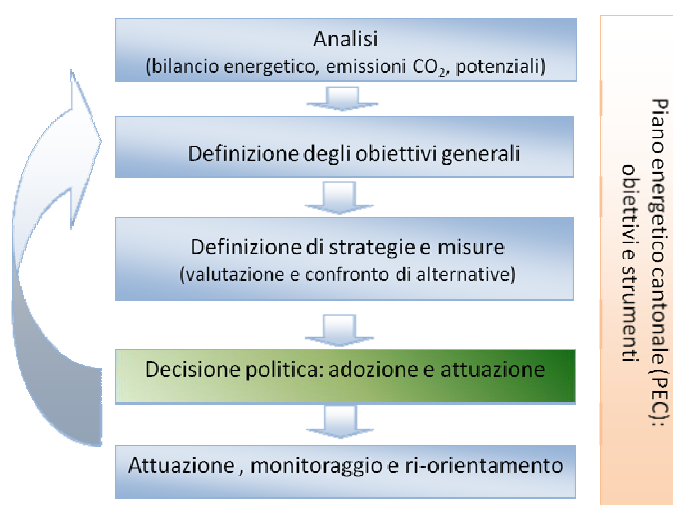 Analisi
(bilancio energetico, emissioni CO₂, potenziali)
Definizione degli obiettivi generali
Definizione di strategie e misure
(valutazione e confronto di alternative)
Decisione politica: adozione e attuazione
Attuazione , monitoraggio e ri-orientamento
Piano energetico cantonale (PEC):
obiettivi e strumenti